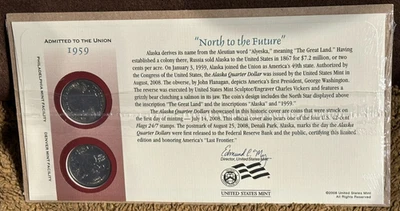 ADMITTED TO THE UNION
1959
PHILADELPHIA MINT FACILITY
DENVER MINT FACILITY
"North to the Future"
Alaska derives its name from the Aleutian word "Alyeska," meaning "The Great Land." Having
established a colony there, Russia sold Alaska to the United States in 1867 for $7.2 million, or two
cents per acre. On January 3, 1959, Alaska joined the Union as America's 49th state. Authorized by
the Congress of the United States, the Alaska Quarter Dollar was issued by the United States Mint in
August 2008. The obverse, by John Flanagan, depicts America's first President, George Washington.
The reverse was executed by United States Mint Sculptor/Engraver Charles Vickers and features a
grizzly bear clutching a salmon in its jaw. The coin's design includes the North Star displayed above
the inscription "The Great Land" and the inscriptions "Alaska" and "1959."
The Alaska Quarter Dollars showcased in this historic cover are coins that were struck on
the first day of minting — July 14, 2008. This official cover also bears one of the four U.S. 42-cent
Flags 24/7 stamps. The postmark of August 25, 2008, Denali Park, Alaska, marks the day the Alaska
Quarter Dollars were first released to the Federal Reserve Bank and the public, certifying this limited
edition and honoring America's "Last Frontier."
Director, United States Mint
UNITED STATES MINT
©2008 United States Mint
All Rights Reserved